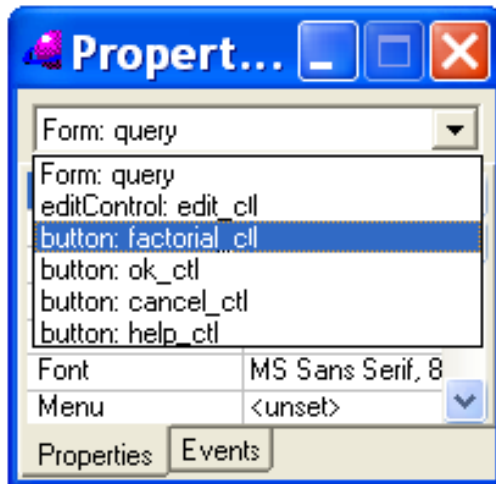 Propert...
Form: query
Form: query
editControl: edit_ctl
button: factorial_ctl
button: ok_ctl
button: cancel_ctl
button: help_ctl
Font MS Sans Serif, 8
Menu <unset>
Properties Events